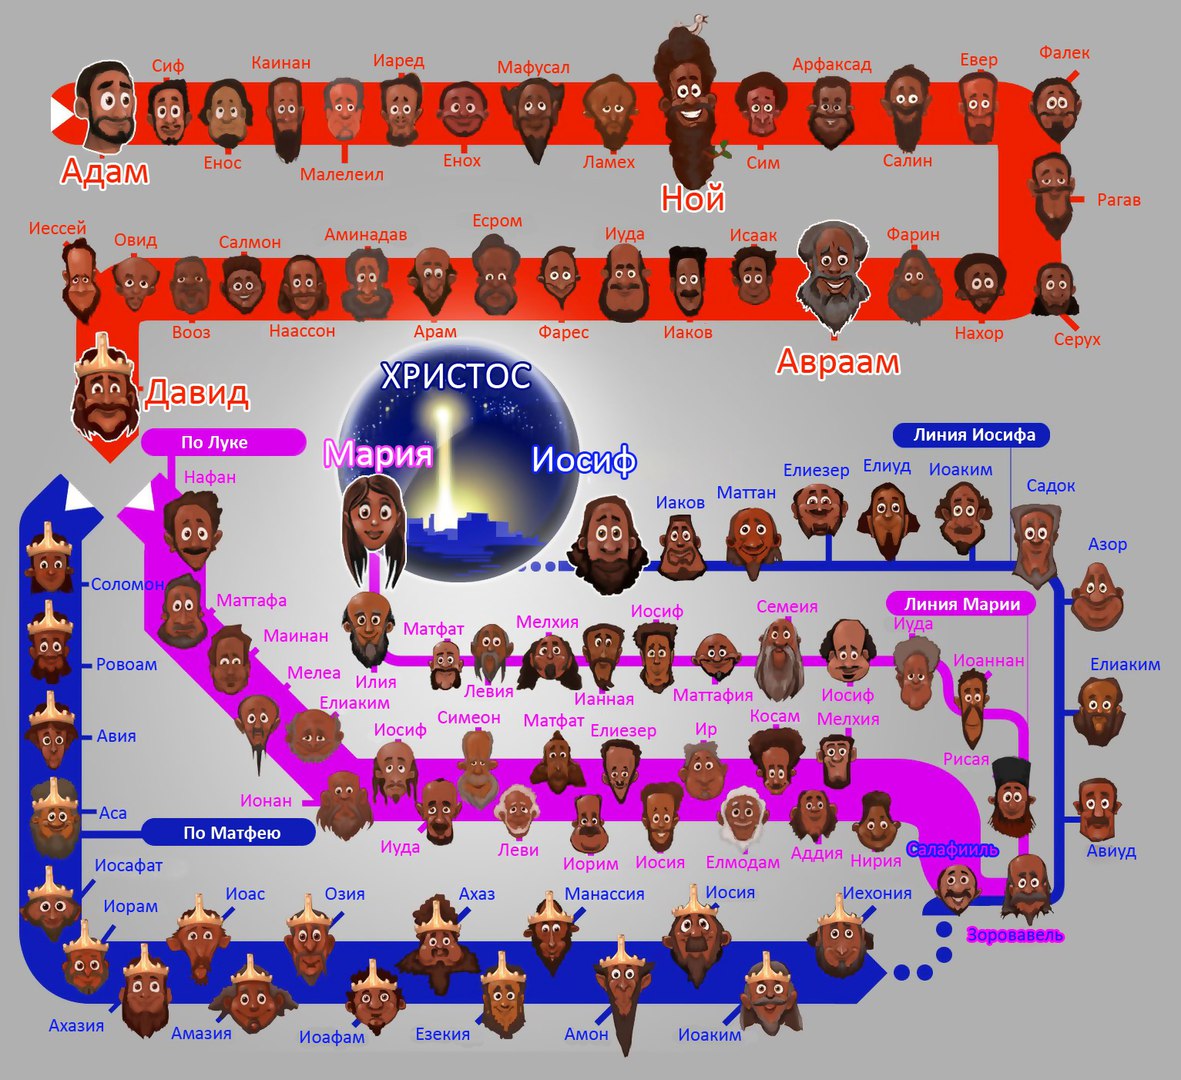 Адам
Сиф
Енос
Каинан
Малелеил
Иаред
Енох
Мафусал
Ламех
Ной
Сим
Арфаксад
Салин
Евер
Фалек
Рагав
Серух
Нахор
Фарин
Авраам
Исаак
Иаков
Иуда
Фарес
Есром
Арам
Аминадав
Наассон
Салмон
Вооз
Овид
Иессей
Давид
ХРИСТОС
Мария
Иосиф
По Луке
Нафан
Маттафа
Маинан
Мелеа
Елиаким
Ионан
Иосиф
Иуда
Симеон
Леви
Матфат
Иорим
Елиезер
Иосия
Ир
Елмодам
Косам
Аддия
Мелхия
Нирия
Салафииль
Зоровавель
Линия Марии
Рисая
Иоаннан
Иуда
Иосиф
Семеия
Маттафия
Иосиф
Ианная
Мелхия
Левия
Матфат
Илия
Линия Иосифа
Иаков
Маттан
Елиезер
Елиуд
Иоаким
Садок
Азор
Елиаким
Авиуд
По Матфею
Соломон
Ровоам
Авия
Аса
Иосафат
Иорам
Ахазия
Иоас
Амазия
Озия
Иоафам
Ахаз
Езекия
Манассия
Амон
Иосия
Иоаким
Иехония